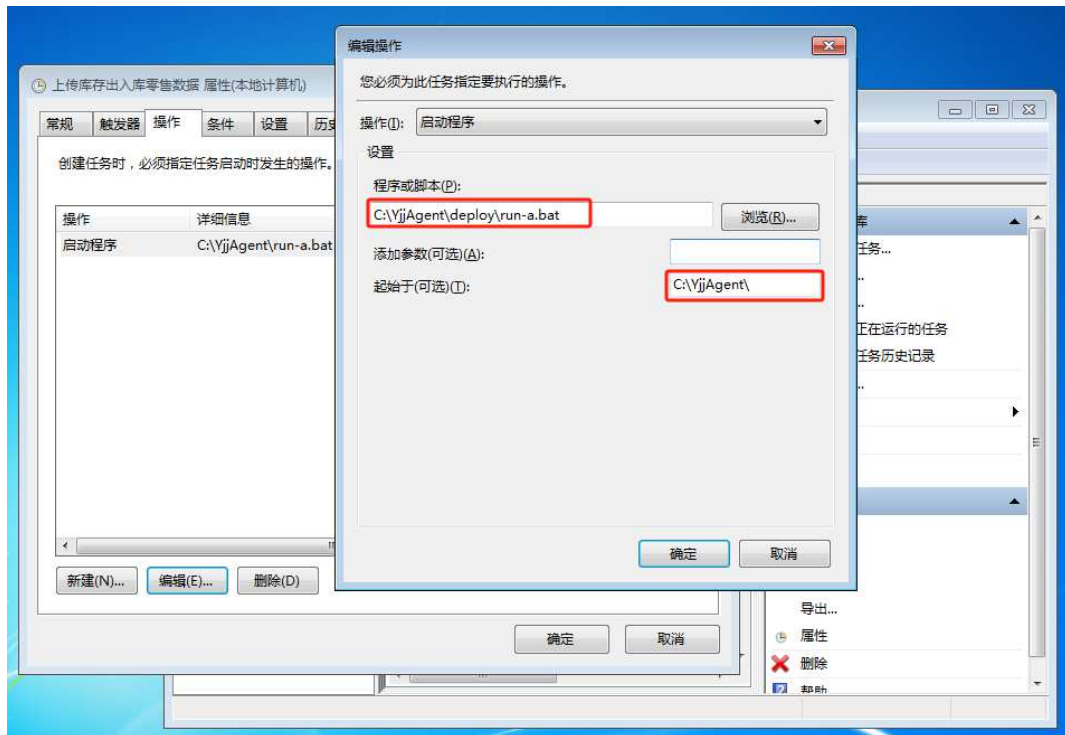 编辑操作
您必须为此任务指定要执行的操作。
操作(I): 启动程序
设置
程序或脚本(P):
C:\YjjAgent\deploy\run-a.bat 浏览(R)...
添加参数(可选)(A):
起始于(可选)(T): C:\YjjAgent\
确定 取消
上传库存出入库零售数据 属性(本地计算机)
常规 触发器 操作 条件 设置
创建任务时，必须指定任务启动时发生的操作。
操作 详细信息
启动程序 C:\YjjAgent\run-a.bat
新建(N)... 编辑(E)... 删除(D)
确定 取消
库
任务...
正在运行的任务
任务历史记录
导出...
属性
删除
帮助